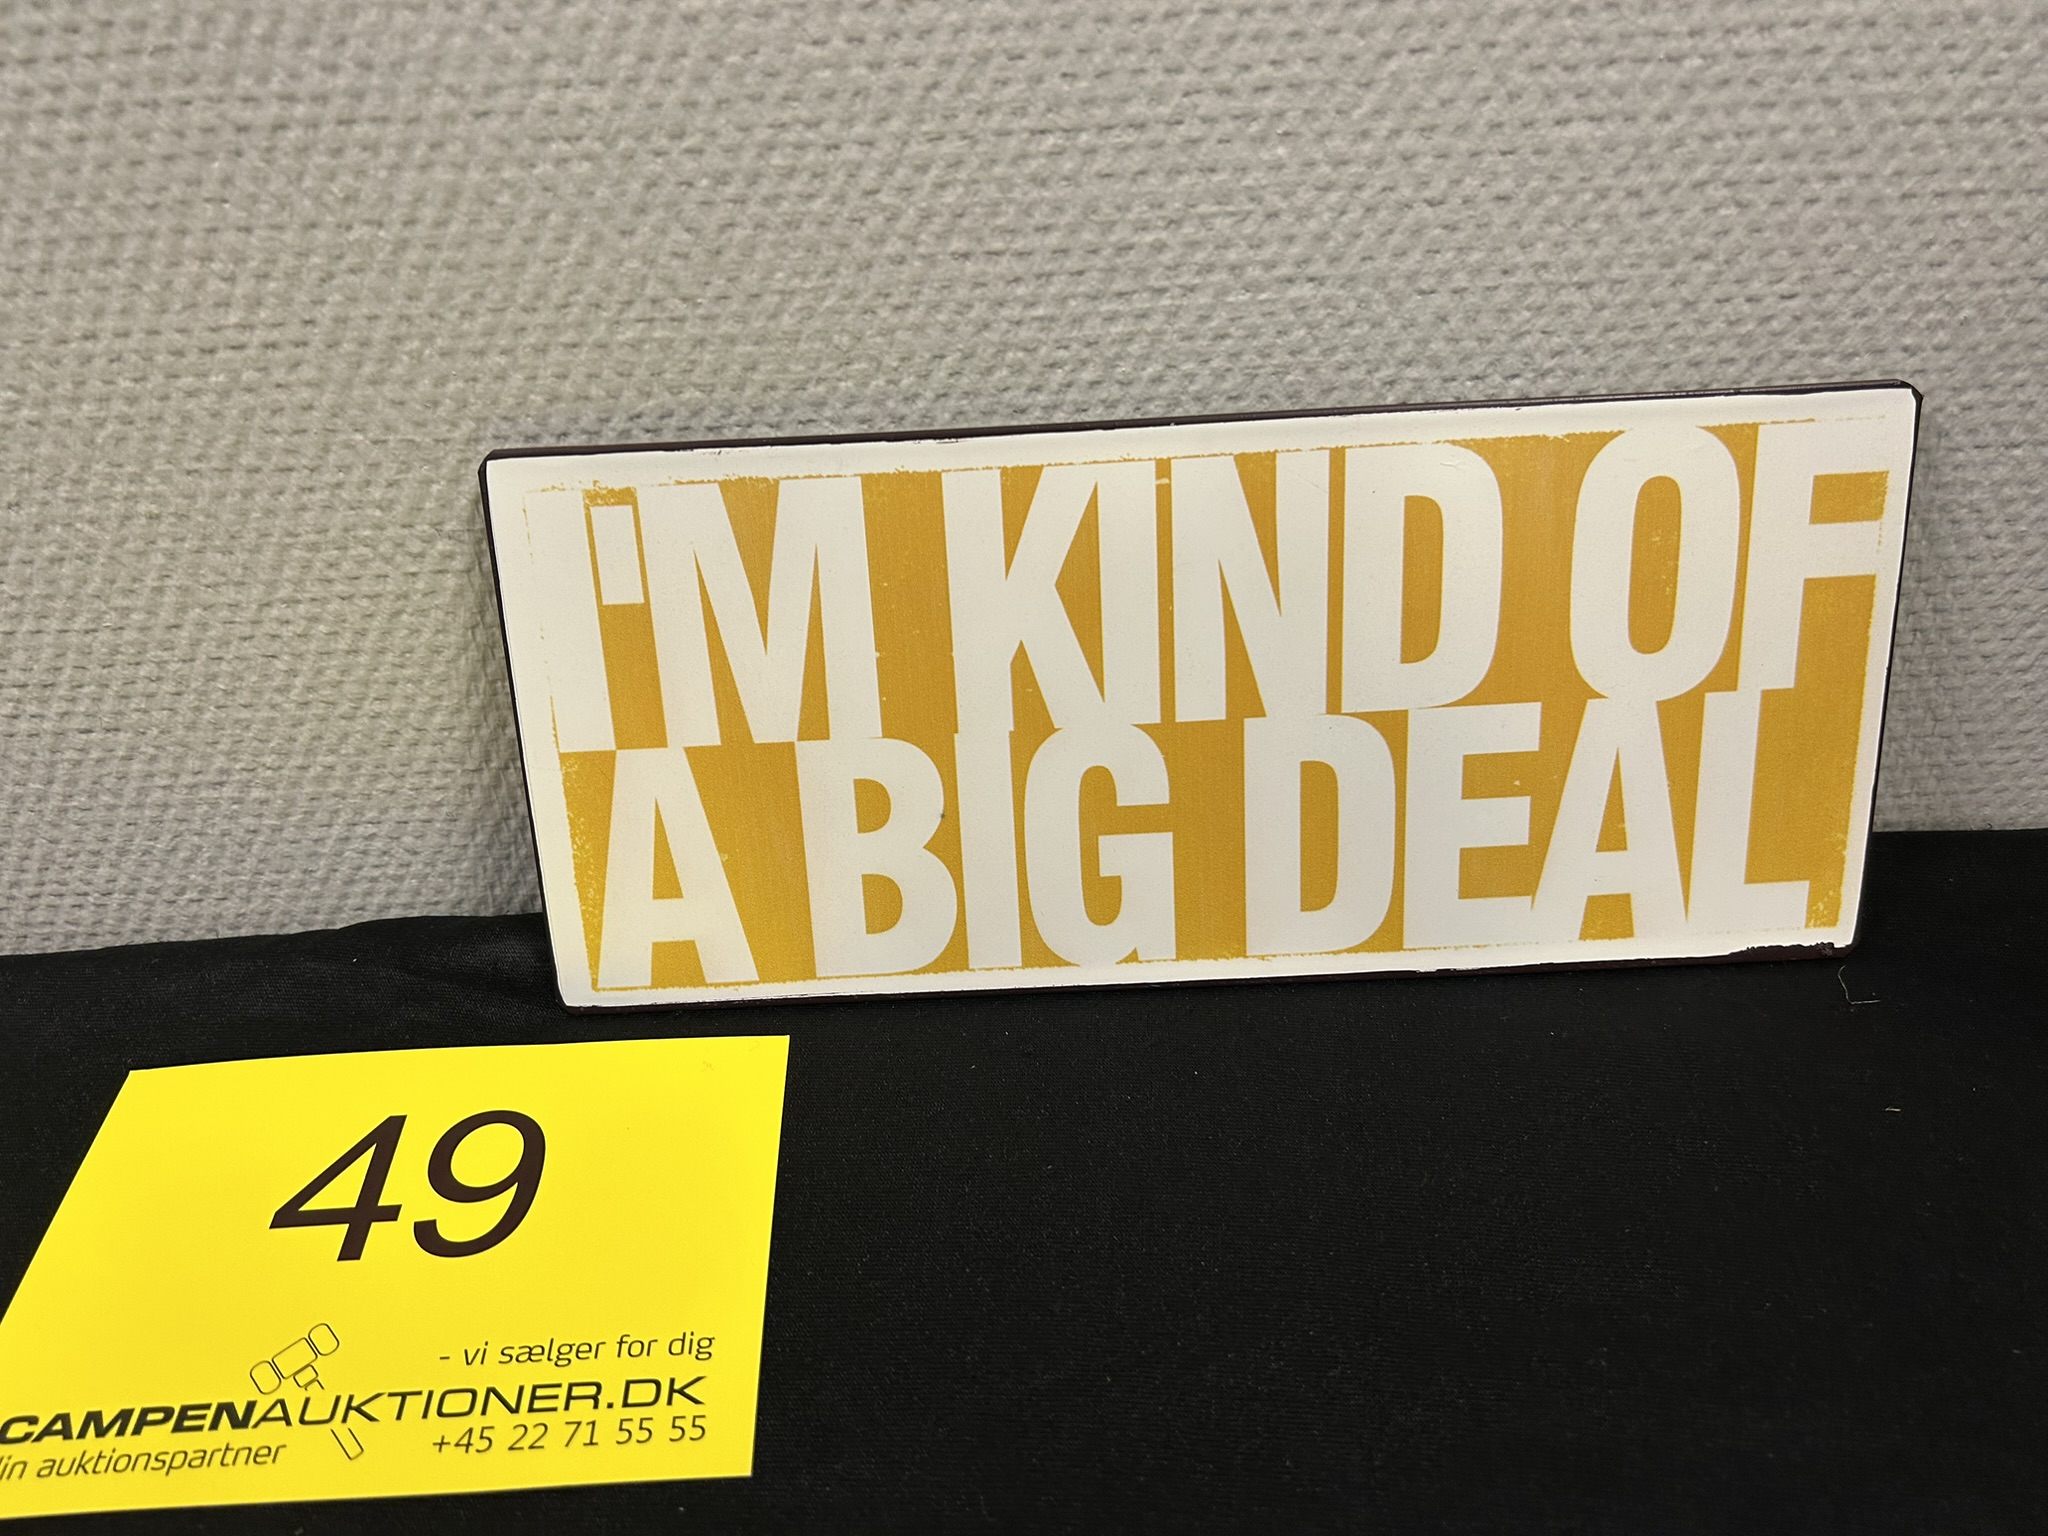 I'M KIND OF
A BIG DEAL
49
- vi sælger for dig
CAMPENAUKTIONER.DK
+45 22 71 55 55
auktionspartner